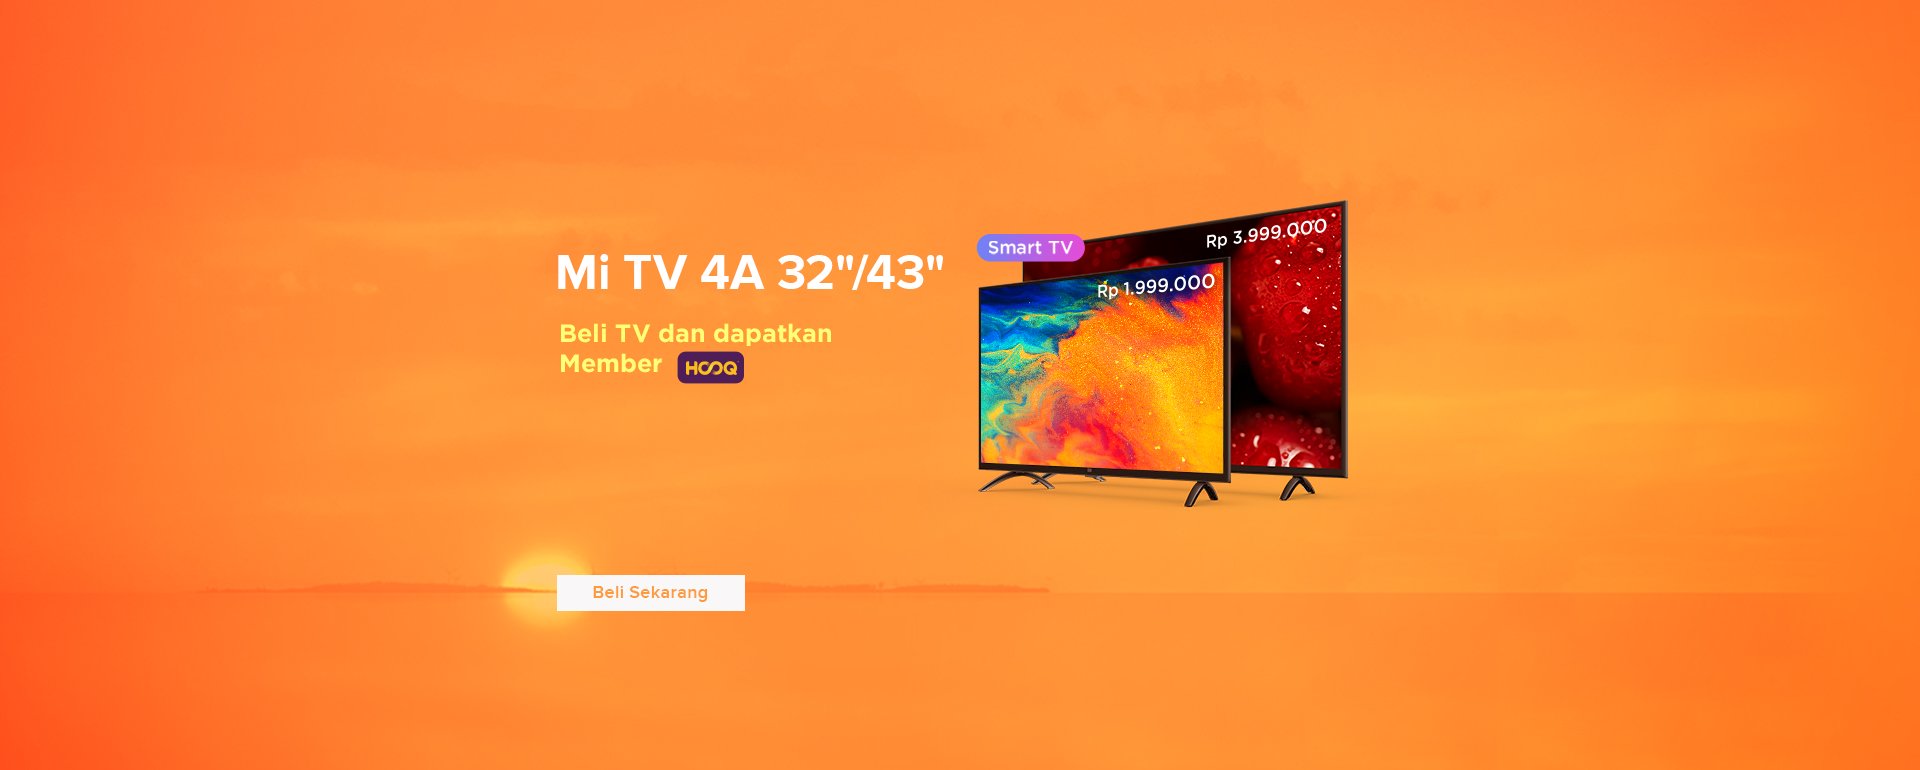 Mi TV 4A 32"/43"
Beli TV dan dapatkan
Member HOOQ
Smart TV
Rp 3.999.000
Rp 1.999.000
Beli Sekarang